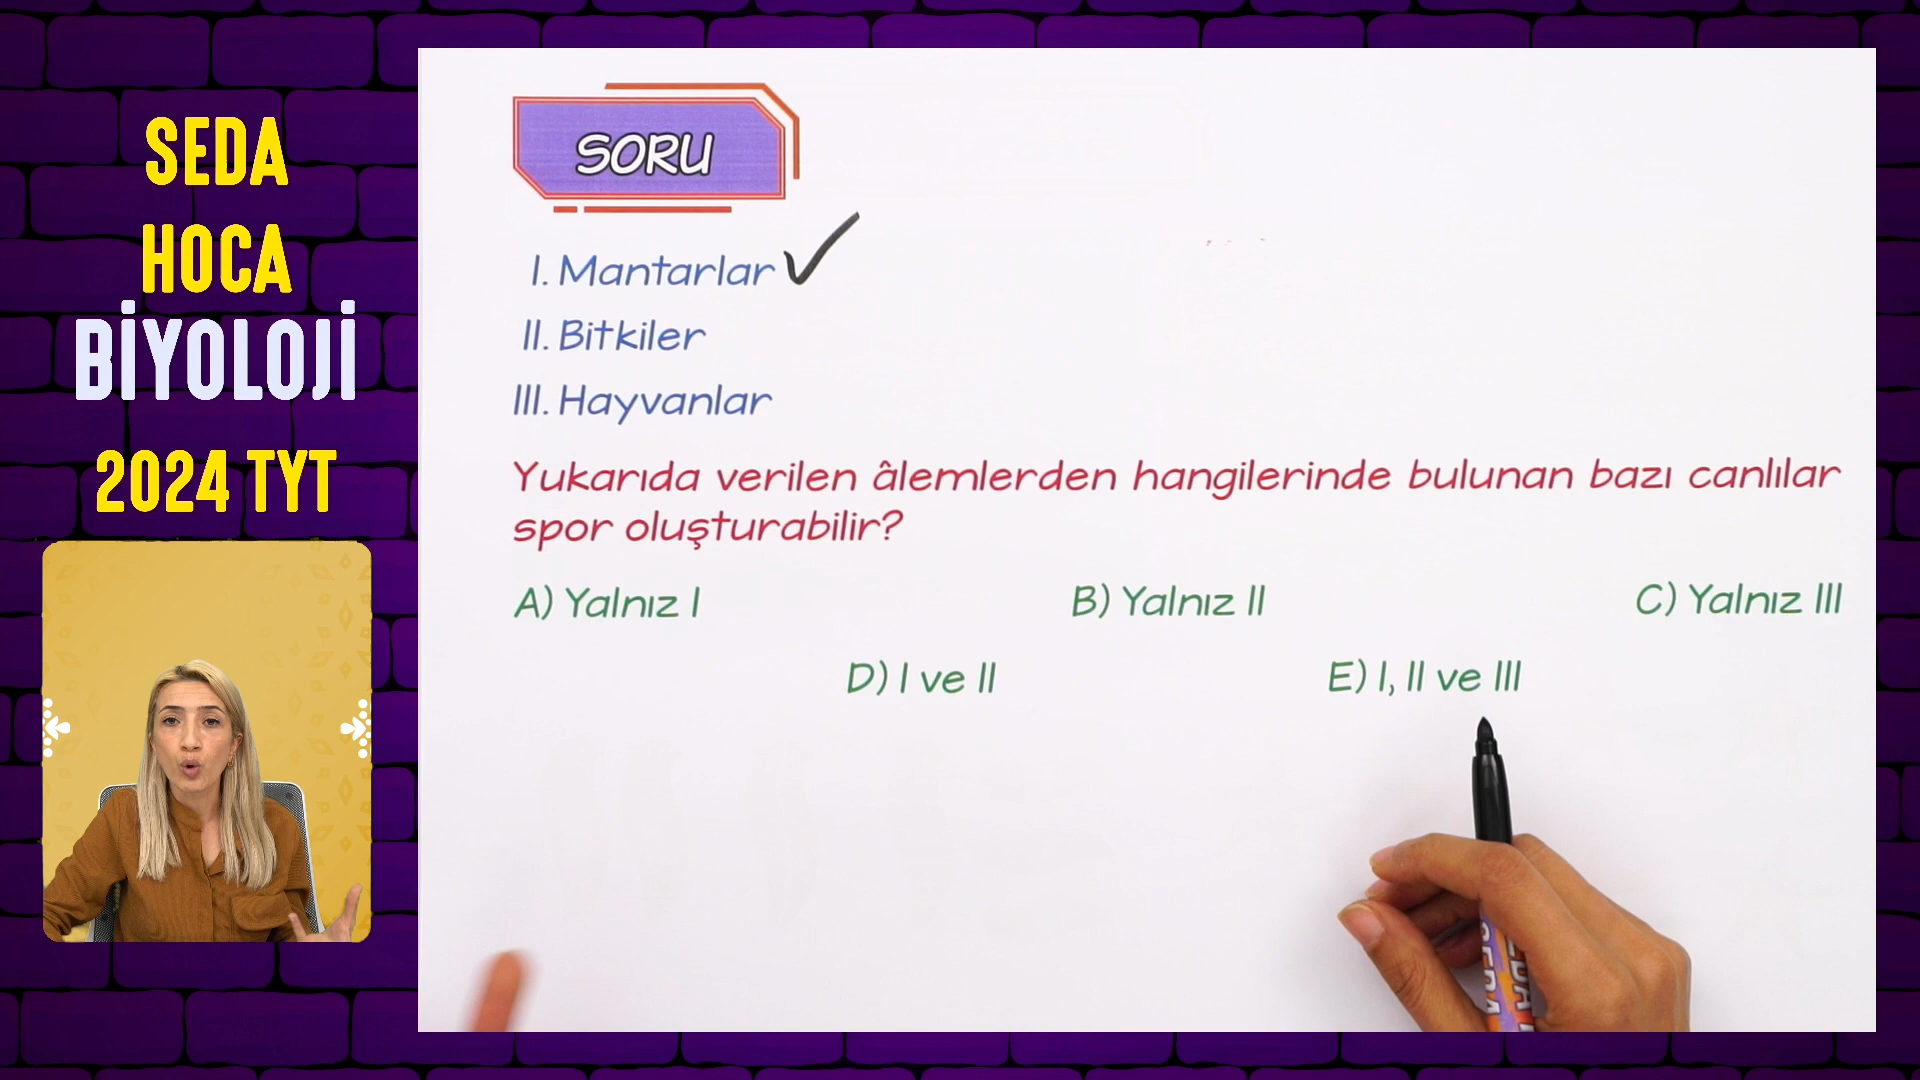 SEDA
HOCA
BİYOLOJİ
2024 TYT
SORU
I. Mantarlar
II. Bitkiler
III. Hayvanlar
Yukarıda verilen âlemlerden hangilerinde bulunan bazı canlılar
spor oluşturabilir?
A) Yalnız I
B) Yalnız II
C) Yalnız III
D) I ve II
E) I, II ve III